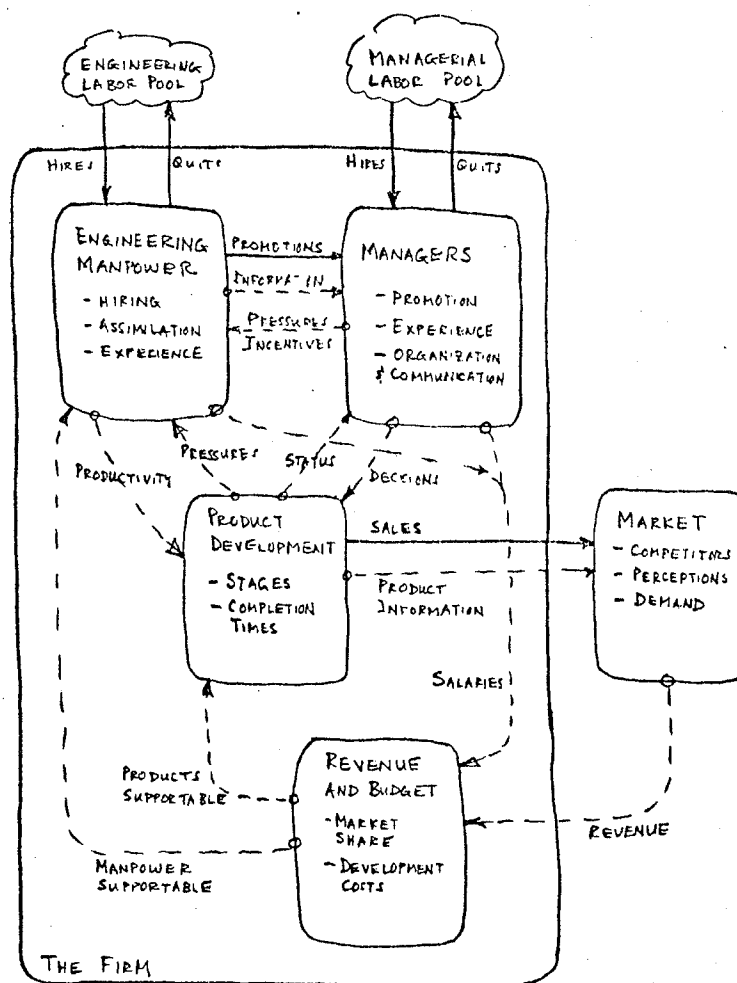 ENGINEERING
LABOR POOL
MANAGERIAL
LABOR POOL
HIRES
QUITS
HIRES
QUITS
ENGINEERING
MANPOWER
- HIRING
- ASSIMILATION
- EXPERIENCE
PROMOTIONS
INFORMATIN
PRESSURES
INCENTIVES
MANAGERS
- PROMOTION
- EXPERIENCE
- ORGANIZATION
& COMMUNICATION
PRODUCTIVITY
PRESSURES
STATUS
DECISIONS
PRODUCT
DEVELOPMENT
- STAGES
- COMPLETION
TIMES
SALES
PRODUCT
INFORMATION
MARKET
- COMPETITORS
- PERCEPTIONS
- DEMAND
SALARIES
PRODUCTS
SUPPORTABLE
REVENUE
AND BUDGET
- MARKET
SHARE
- DEVELOPMENT
COSTS
REVENUE
MANPOWER
SUPPORTABLE
THE FIRM